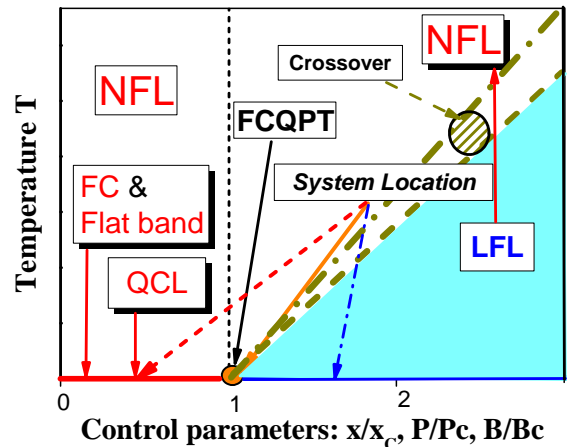 NFL
NFL
Crossover
FCQPT
FC &
Flat band
System Location
QCL
LFL
Temperature T
0
1
2
Control parameters: x/xc, P/Pc, B/Bc